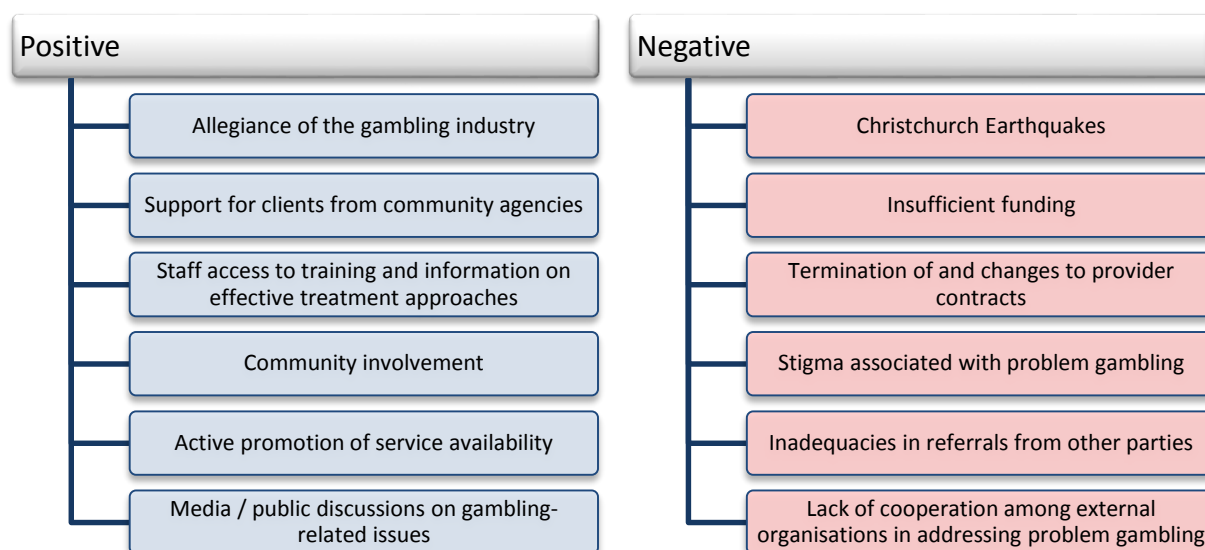 Positive
Allegiance of the gambling industry
Support for clients from community agencies
Staff access to training and information on
effective treatment approaches
Community involvement
Active promotion of service availability
Media / public discussions on gambling-
related issues
Negative
Christchurch Earthquakes
Insufficient funding
Termination of and changes to provider
contracts
Stigma associated with problem gambling
Inadequacies in referrals from other parties
Lack of cooperation among external
organisations in addressing problem gambling